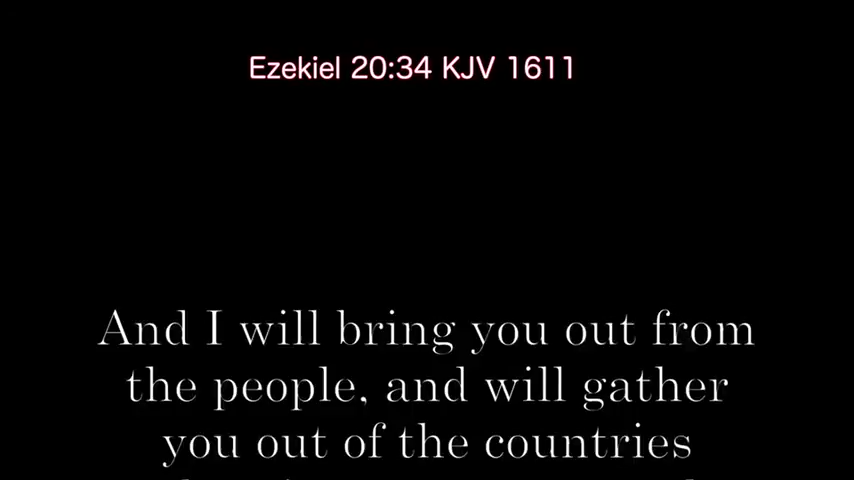 Ezekiel 20:34 KJV 1611
And I will bring you out from
the people, and will gather
you out of the countries